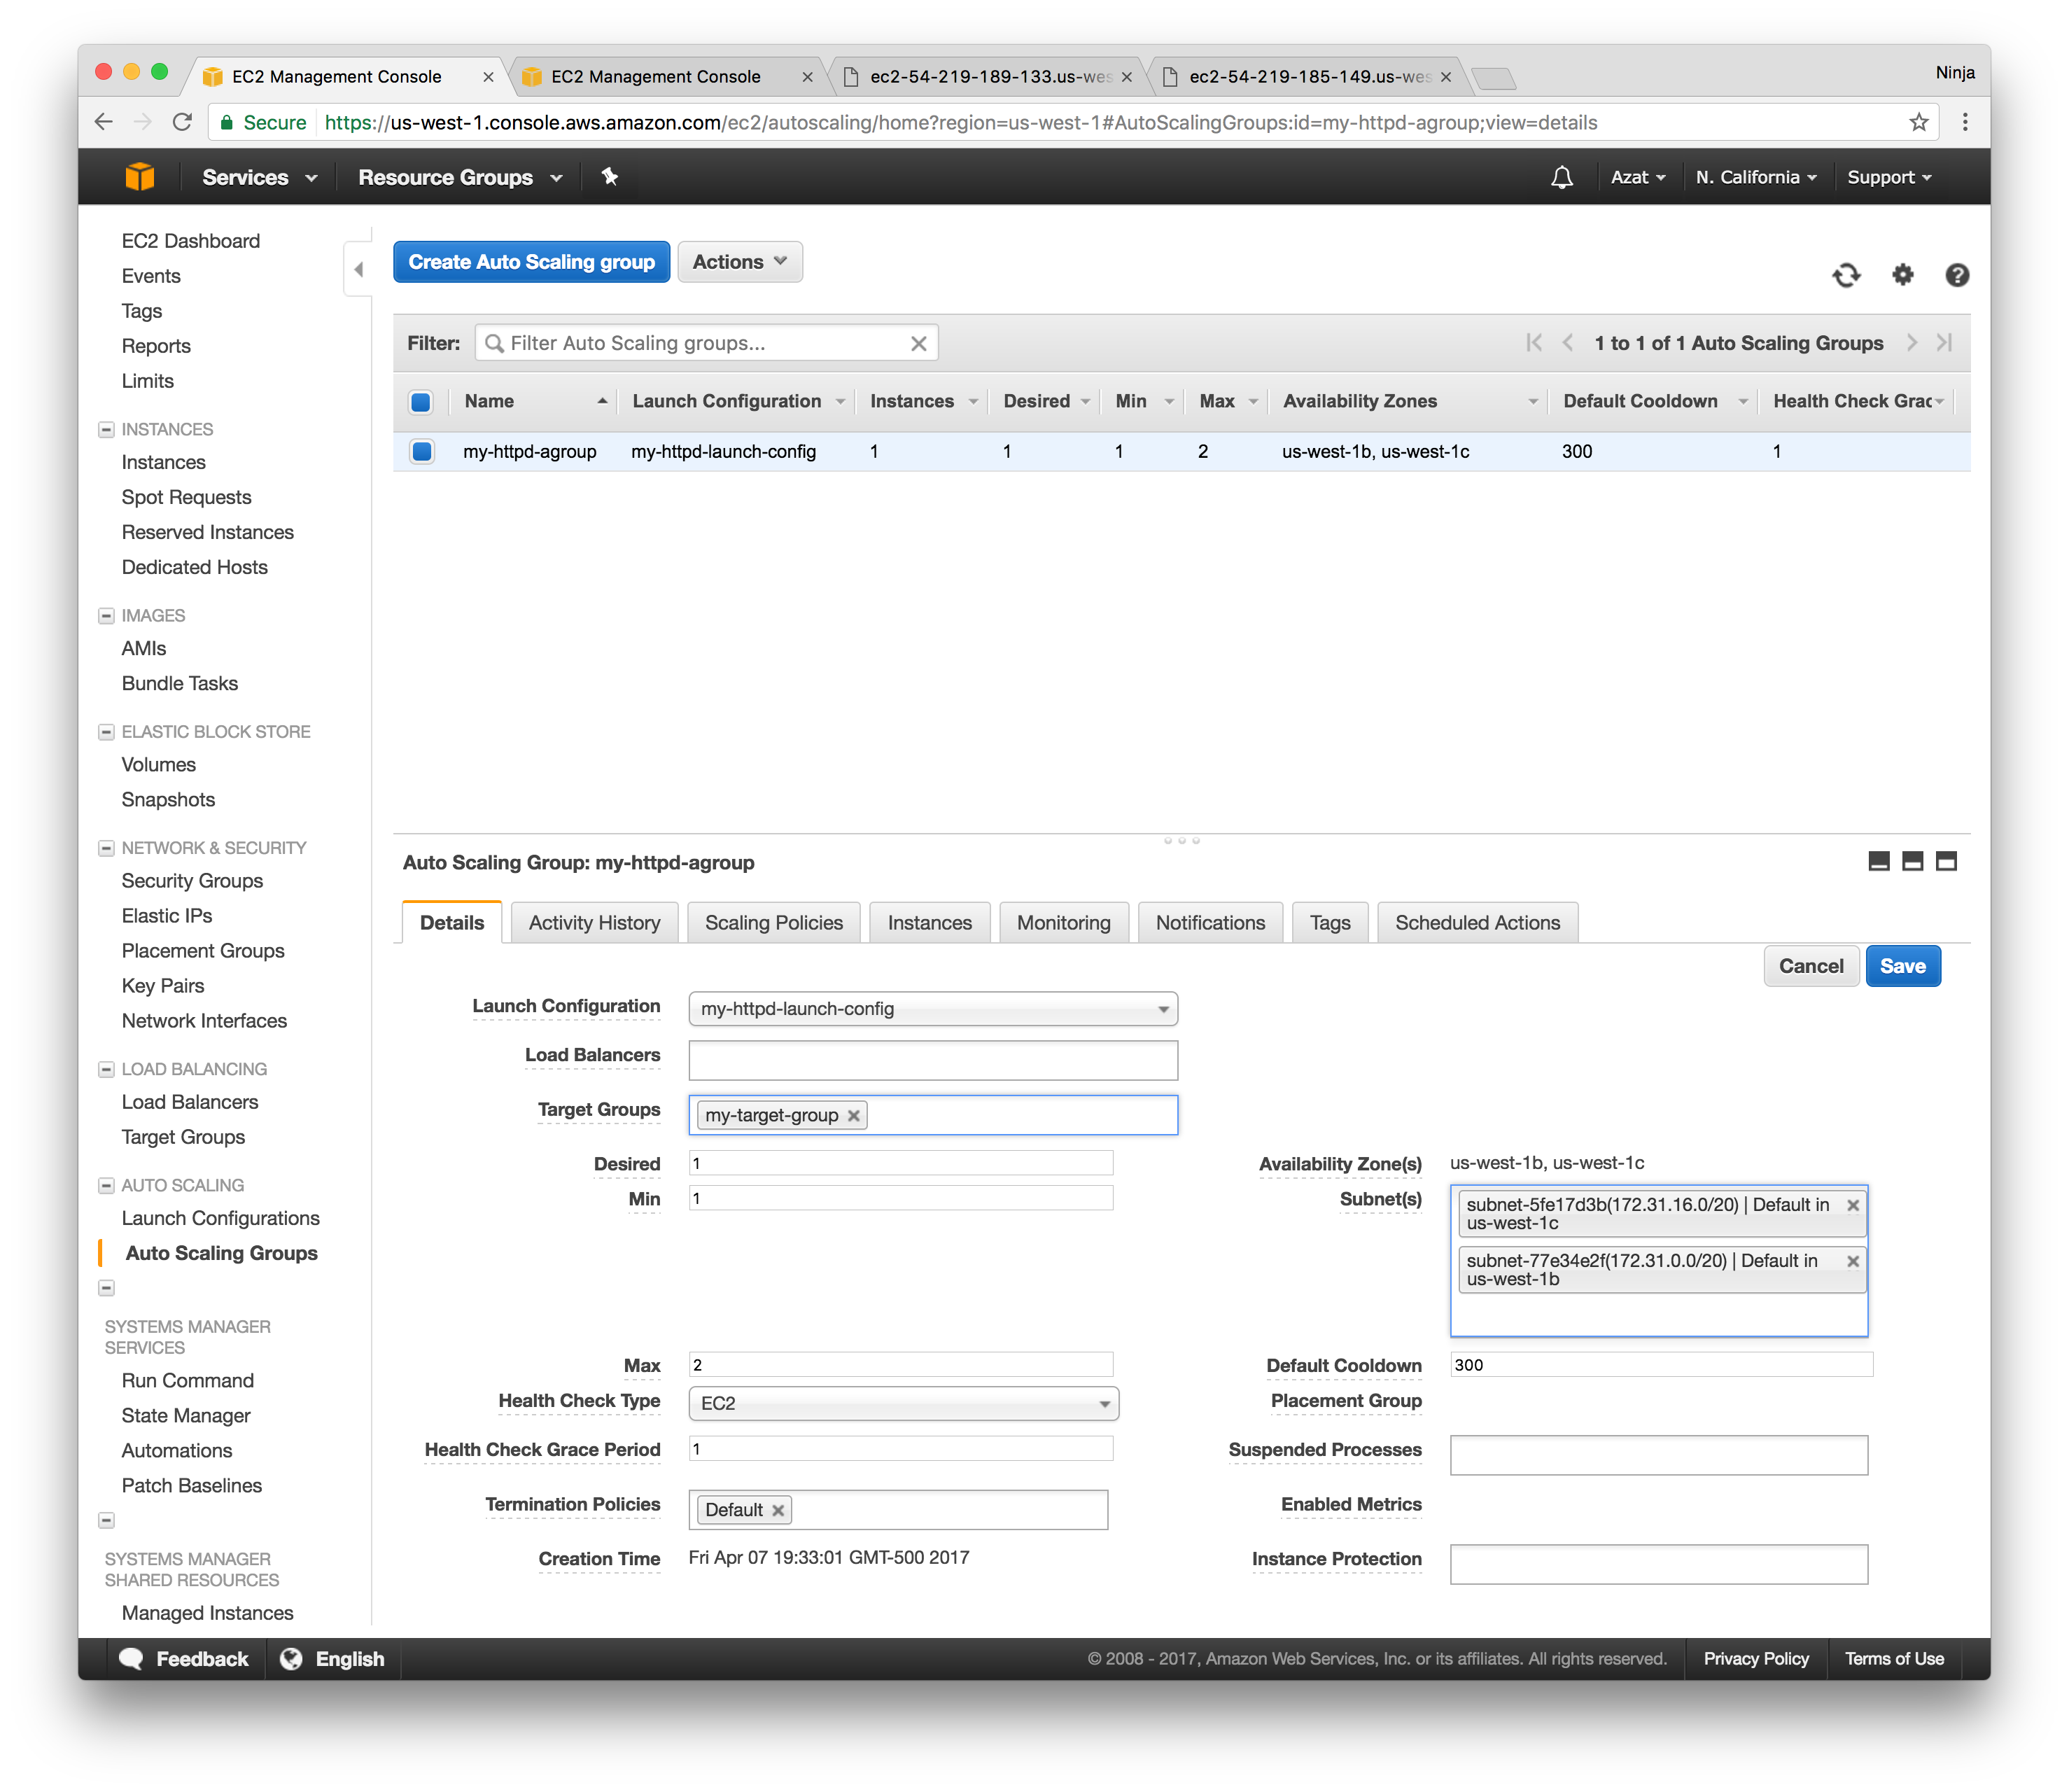 EC2 Management Console
EC2 Management Console
ec2-54-219-189-133.us-wes
ec2-54-219-185-149.us-wes
Ninja
Secure https://us-west-1.console.aws.amazon.com/ec2/autoscaling/home?region=us-west-1#AutoScalingGroups:id=my-httpd-agroup;view=details
Services Resource Groups Azat N. California Support
EC2 Dashboard
Events
Tags
Reports
Limits
INSTANCES
Instances
Spot Requests
Reserved Instances
Dedicated Hosts
IMAGES
AMIs
Bundle Tasks
ELASTIC BLOCK STORE
Volumes
Snapshots
NETWORK & SECURITY
Security Groups
Elastic IPs
Placement Groups
Key Pairs
Network Interfaces
LOAD BALANCING
Load Balancers
Target Groups
AUTO SCALING
Launch Configurations
Auto Scaling Groups
SYSTEMS MANAGER
SERVICES
Run Command
State Manager
Automations
Patch Baselines
SYSTEMS MANAGER
SHARED RESOURCES
Managed Instances
Create Auto Scaling group Actions
Filter: Filter Auto Scaling groups... 1 to 1 of 1 Auto Scaling Groups
Name Launch Configuration Instances Desired Min Max Availability Zones Default Cooldown Health Check Grac
my-httpd-agroup my-httpd-launch-config 1 1 1 2 us-west-1b, us-west-1c 300 1
Auto Scaling Group: my-httpd-agroup
Details Activity History Scaling Policies Instances Monitoring Notifications Tags Scheduled Actions
Cancel Save
Launch Configuration my-httpd-launch-config
Load Balancers
Target Groups my-target-group
Desired 1
Min 1
Max 2
Health Check Type EC2
Health Check Grace Period 1
Termination Policies Default
Creation Time Fri Apr 07 19:33:01 GMT-500 2017
Availability Zone(s) us-west-1b, us-west-1c
Subnet(s) subnet-5fe17d3b(172.31.16.0/20) | Default in
us-west-1c
subnet-77e34e2f(172.31.0.0/20) | Default in
us-west-1b
Default Cooldown 300
Placement Group
Suspended Processes
Enabled Metrics
Instance Protection
Feedback English © 2008 - 2017, Amazon Web Services, Inc. or its affiliates. All rights reserved. Privacy Policy Terms of Use